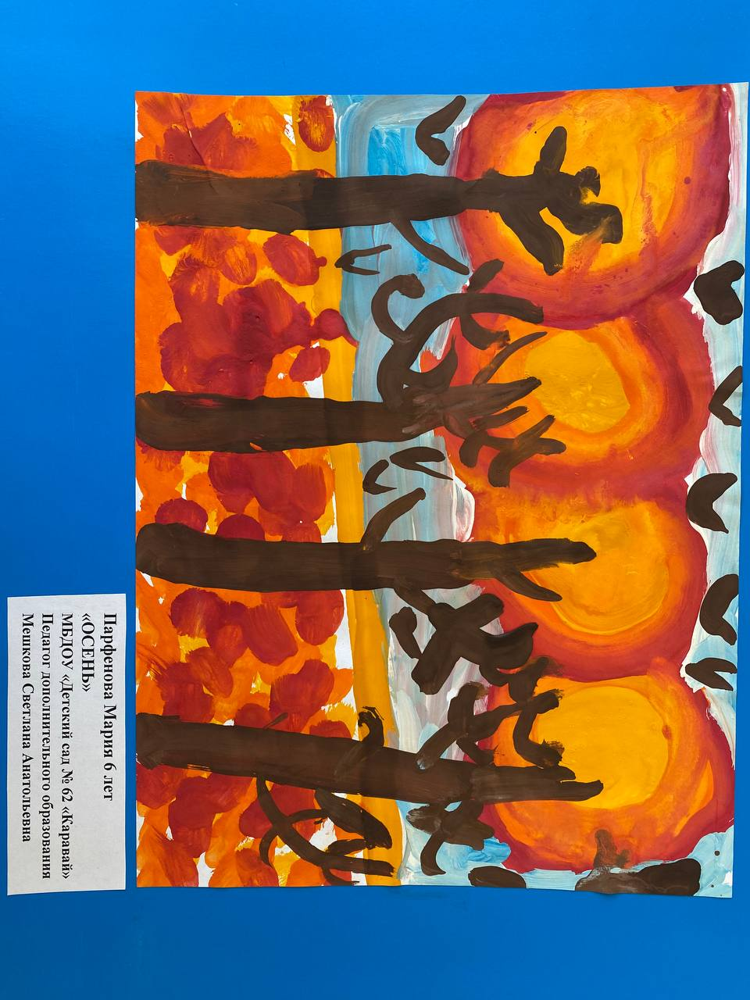 Парфенова Мария 6 лет
«ОСЕНЬ»
МБДОУ «Детский сад № 62 «Каравай»
Педагог дополнительного образования
Мешкова Светлана Анатольевна